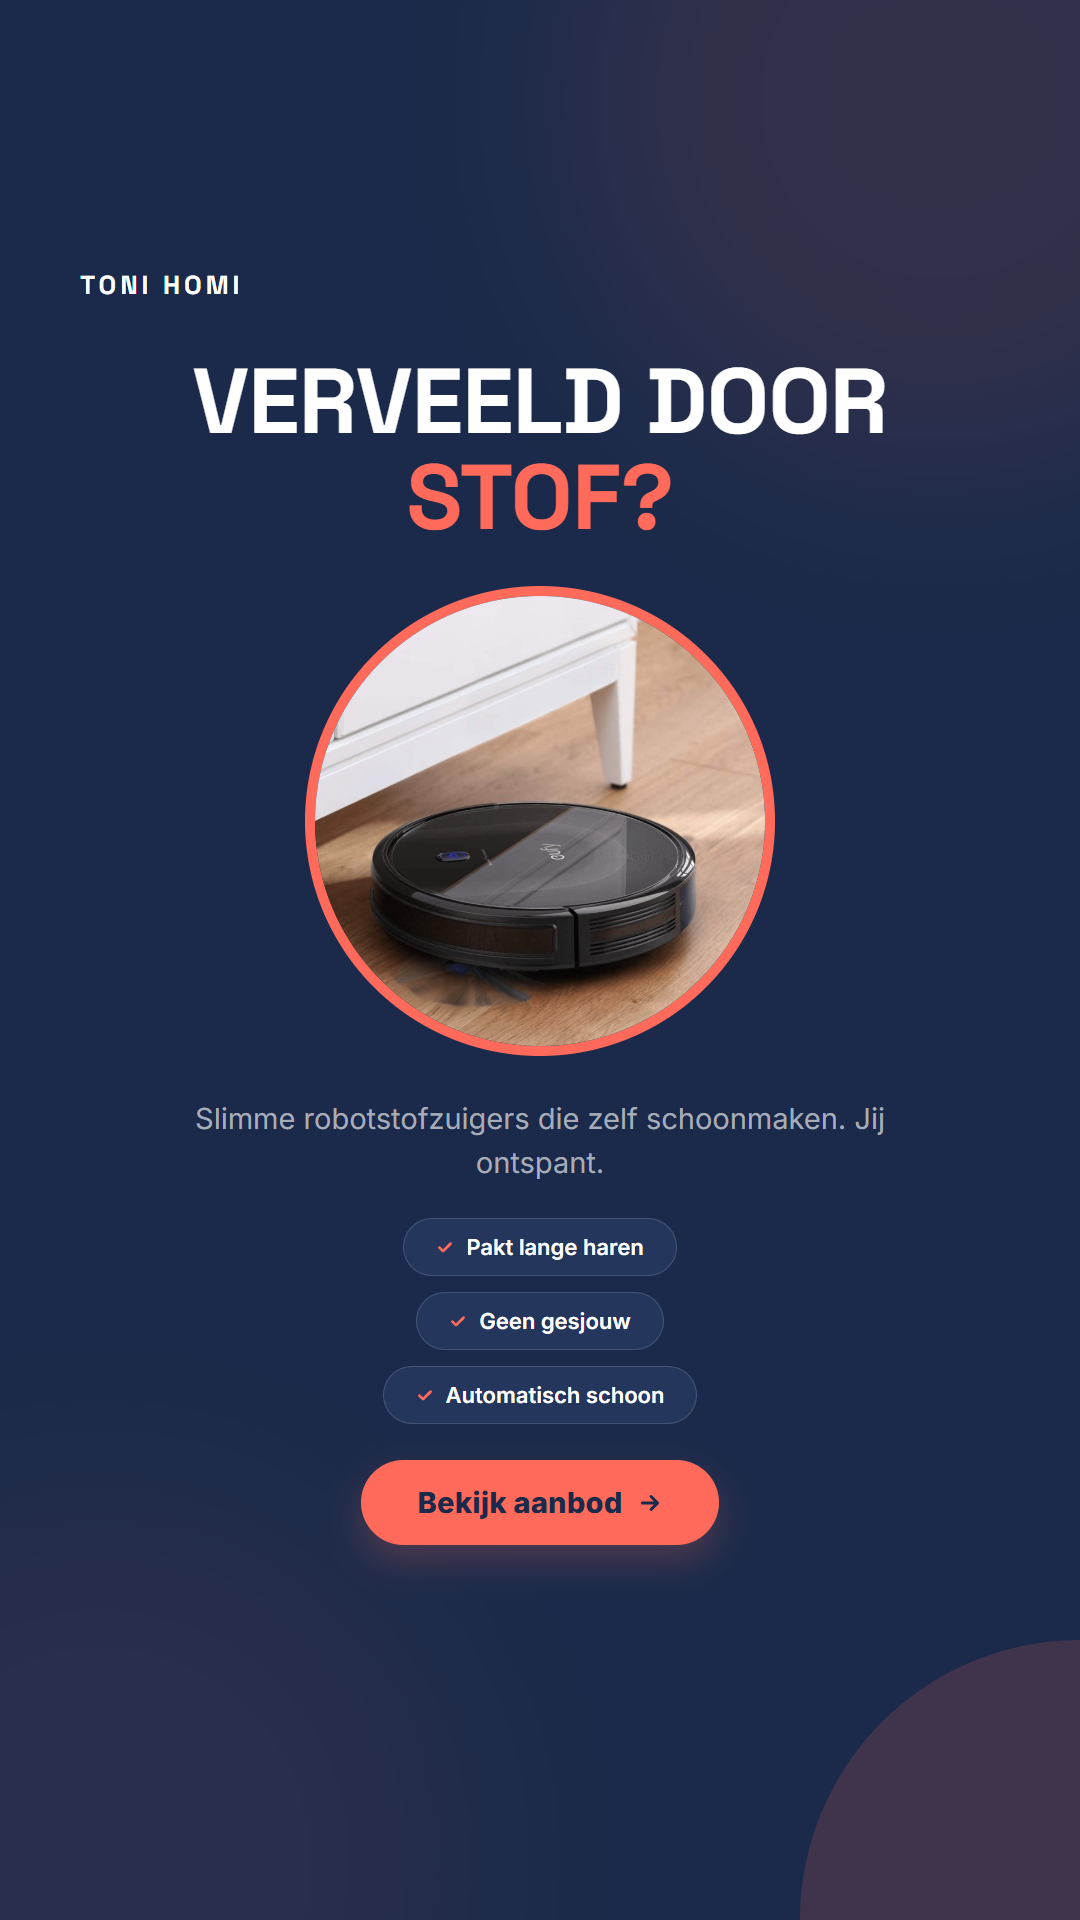 TONI HOMI
VERVEELD DOOR
STOF?
eufy
Slimme robotstofzuigers die zelf schoonmaken. Jij
ontspant.
Pakt lange haren
Geen gesjouw
Automatisch schoon
Bekijk aanbod →